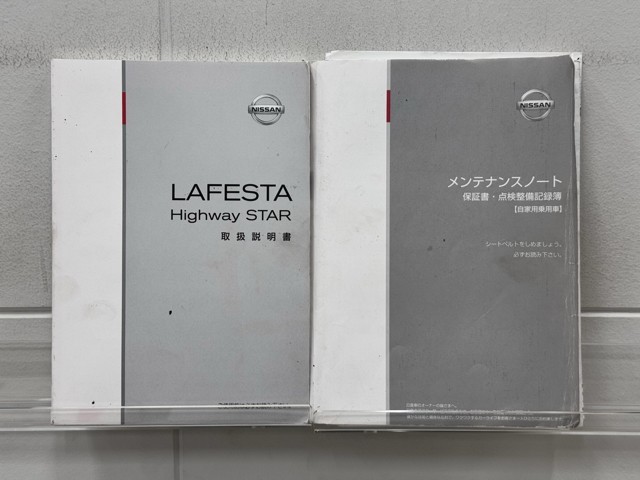 NISSAN
LAFESTA
Highway STAR
取扱説明書
NISSAN
メンテナンスノート
保証書・点検整備記録簿
【自家用乗用車】
シートベルトをしめましょう。
必ずお読み下さい。